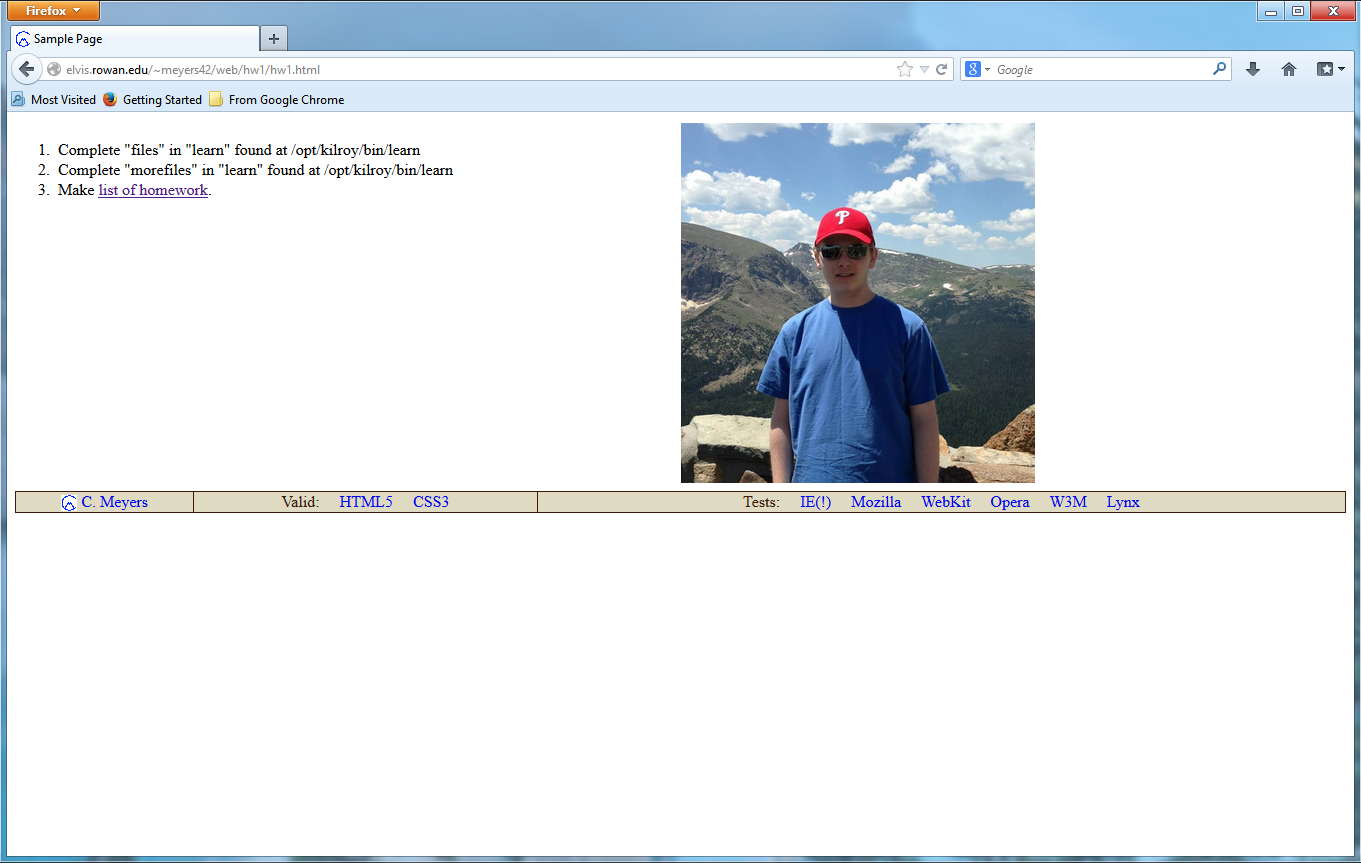 Firefox
Sample Page
elvis.rowan.edu/~meyers42/web/hw1/hw1.html
Google
Most Visited Getting Started From Google Chrome
1. Complete "files" in "learn" found at /opt/kilroy/bin/learn
2. Complete "morefiles" in "learn" found at /opt/kilroy/bin/learn
3. Make list of homework.
P
C. Meyers Valid: HTML5 CSS3 Tests: IE(!) Mozilla WebKit Opera W3M Lynx